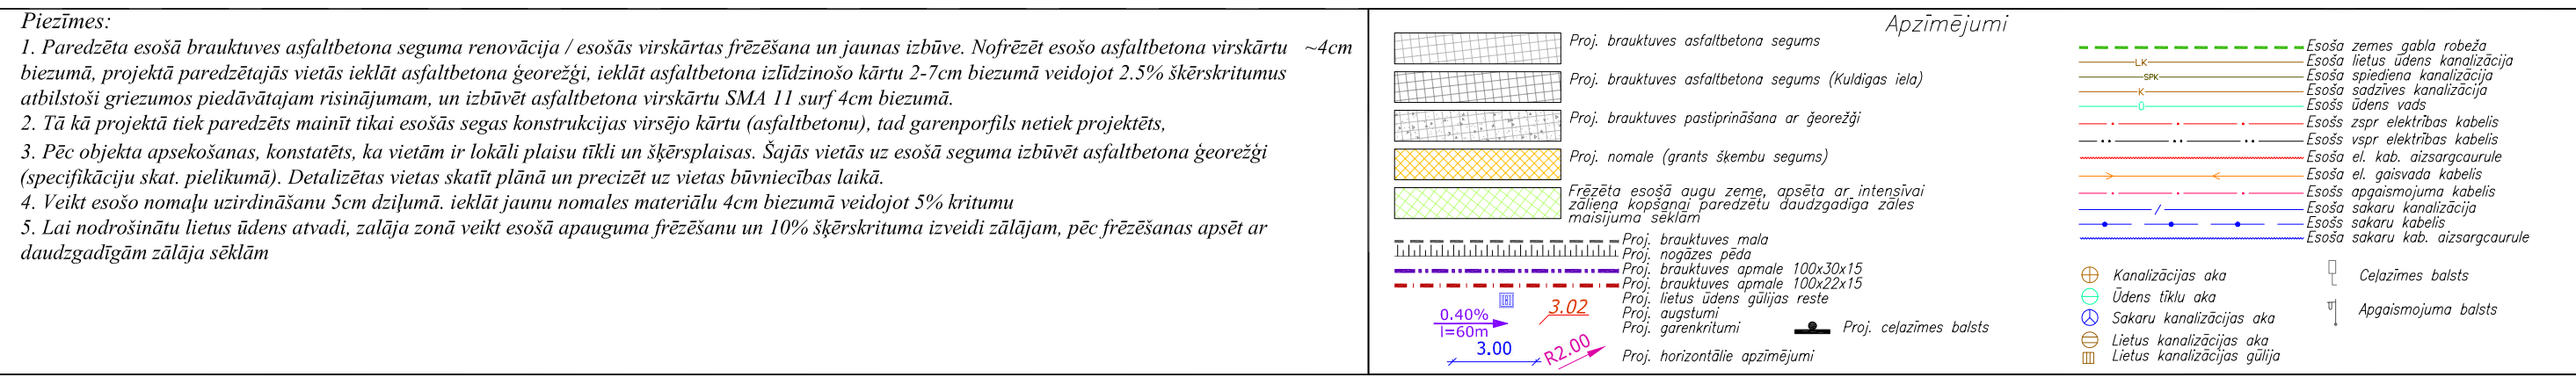 Piezīmes:
1. Paredzēta esošā brauktuves asfaltbetona seguma renovācija / esošās virskārtas frēzēšana un jaunas izbūve. Nofrēzēt esošo asfaltbetona virskārtu ~4cm
biezumā, projektā paredzētajās vietās ieklāt asfaltbetona ģeorežģi, ieklāt asfaltbetona izlīdzinošo kārtu 2-7cm biezumā veidojot 2.5% škērskritumus
atbilstoši griezumos piedāvātajam risinājumam, un izbūvēt asfaltbetona virskārtu SMA 11 surf 4cm biezumā.
2. Tā kā projektā tiek paredzēts mainīt tikai esošās segas konstrukcijas virsējo kārtu (asfaltbetonu), tad garenporfils netiek projektēts,
3. Pēc objekta apsekošanas, konstatēts, ka vietām ir lokāli plaisu tīkli un šķērsplaisas. Šajās vietās uz esošā seguma izbūvēt asfaltbetona ģeorežģi
(specifikāciju skat. pielikumā). Detalizētas vietas skatīt plānā un precizēt uz vietas būvniecības laikā.
4. Veikt esošo nomaļu uzirdināšanu 5cm dziļumā. ieklāt jaunu nomales materiālu 4cm biezumā veidojot 5% kritumu
5. Lai nodrošinātu lietus ūdens atvadi, zalāja zonā veikt esošā apauguma frēzēšanu un 10% šķērskrituma izveidi zālājam, pēc frēzēšanas apsēt ar
daudzgadīgām zālāja sēklām
Apzīmējumi
Proj. brauktuves asfaltbetona segums
Proj. brauktuves asfaltbetona segums (Kuldīgas iela)
Proj. brauktuves pastiprināšana ar ģeorežģi
Proj. nomale (grants šķembu segums)
Frēzēta esošā augu zeme, apsēta ar intensīvai
zāliena kopšanai paredzētu daudzgadīga zāles
maisījuma sēklām
Proj. brauktuves mala
Proj. nogāzes pēda
Proj. brauktuves apmale 100x30x15
Proj. brauktuves apmale 100x22x15
Proj. lietus ūdens gūlijas reste
3.02
Proj. augstumi
0.40%
l=60m
Proj. garenkritumi
Proj. ceļazīmes balsts
3.00
R2.00
Proj. horizontālie apzīmējumi
Esoša zemes gabla robeža
LK
Esoša lietus ūdens kanalizācija
SPK
Esoša spiediena kanalizācija
K
Esoša sadzīves kanalizācija
Ū
Esošs ūdens vads
Esošs zspr elektrības kabelis
Esošs vspr elektrības kabelis
Esoša el. kab. aizsargcaurule
Esoša el. gaisvada kabelis
Esošs apgaismojuma kabelis
Esoša sakaru kanalizācija
Esošs sakaru kabelis
Esoša sakaru kab. aizsargcaurule
Kanalizācijas aka
Ūdens tīklu aka
Sakaru kanalizācijas aka
Lietus kanalizācijas aka
Lietus kanalizācijas gūlija
Ceļazīmes balsts
Apgaismojuma balsts